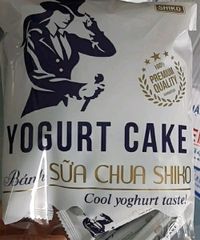 SHIKO
100%
PREMIUM
QUALITY
YOGURT CAKE
Bánh SỮA CHUA SHIKO
Cool yoghurt taste!